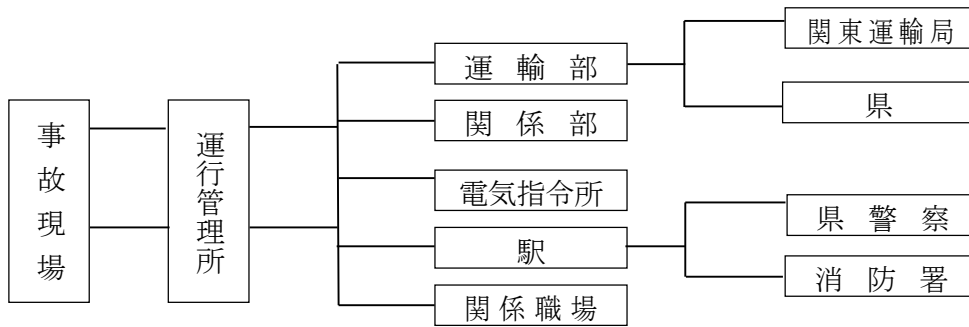 事故現場
運行管理所
運輸部
関係部
電気指令所
駅
関係職場
関東運輸局
県
県警察
消防署